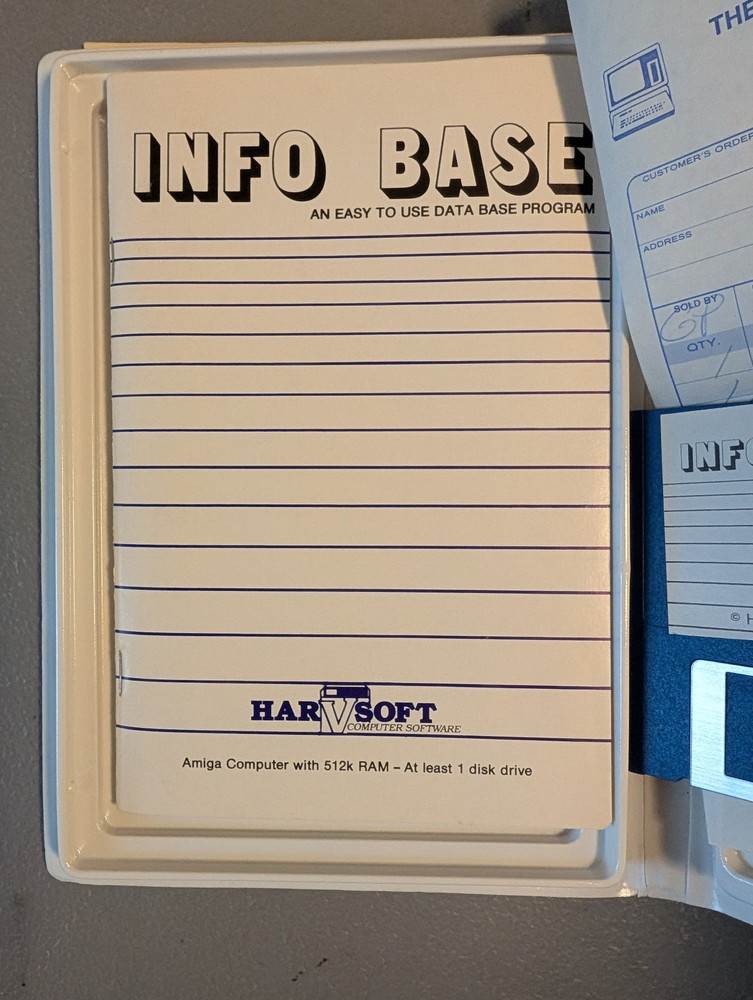 INFO BASE
AN EASY TO USE DATA BASE PROGRAM
HARVSOFT
COMPUTER SOFTWARE
Amiga Computer with 512k RAM – At least 1 disk drive
THE
CUSTOMER'S ORDER
NAME
ADDRESS
SOLD BY
QTY.
INFO
© H